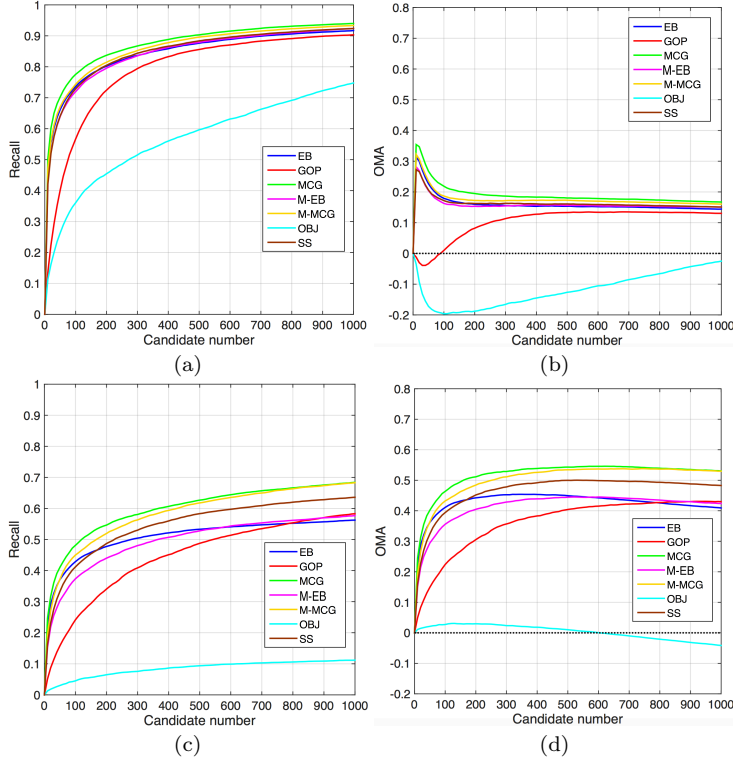 Recall
1
0.9
0.8
0.7
0.6
0.5
0.4
0.3
0.2
0.1
0
EB
GOP
MCG
M-EB
M-MCG
OBJ
SS
0 100 200 300 400 500 600 700 800 900 1000
Candidate number
(a)
OMA
0.8
0.7
0.6
0.5
0.4
0.3
0.2
0.1
0
-0.1
-0.2
EB
GOP
MCG
M-EB
M-MCG
OBJ
SS
0 100 200 300 400 500 600 700 800 900 1000
Candidate number
(b)
Recall
1
0.9
0.8
0.7
0.6
0.5
0.4
0.3
0.2
0.1
0
EB
GOP
MCG
M-EB
M-MCG
OBJ
SS
0 100 200 300 400 500 600 700 800 900 1000
Candidate number
(c)
OMA
0.8
0.7
0.6
0.5
0.4
0.3
0.2
0.1
0
-0.1
-0.2
EB
GOP
MCG
M-EB
M-MCG
OBJ
SS
0 100 200 300 400 500 600 700 800 900 1000
Candidate number
(d)